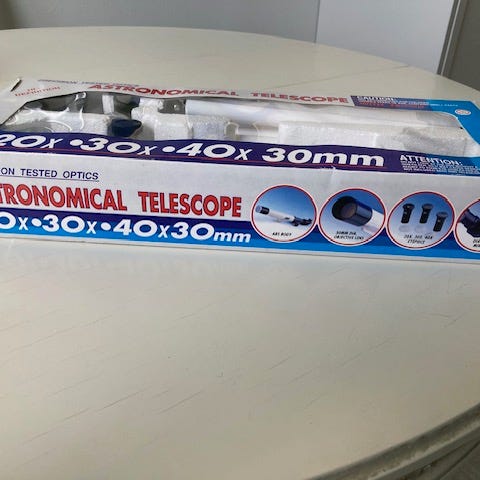 ASTRONOMICAL TELESCOPE
DEFINITION
CAUTION:
20x•30x•40x 30mm
ATTENTION:
ON TESTED OPTICS
TRONOMICAL TELESCOPE
0x•30x•40x30mm
ABS BODY
30MM DIA.
OBJECTIVE LENS
20X 30X 40X
EYEPIECE